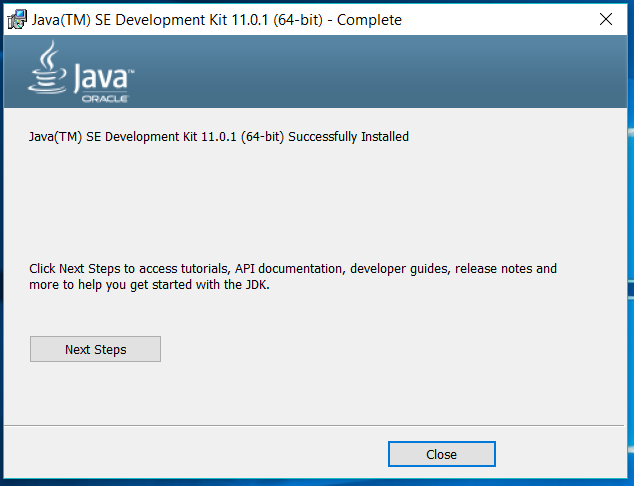 Java(TM) SE Development Kit 11.0.1 (64-bit) - Complete
Java™
ORACLE®
Java(TM) SE Development Kit 11.0.1 (64-bit) Successfully Installed
Click Next Steps to access tutorials, API documentation, developer guides, release notes and
more to help you get started with the JDK.
Next Steps
Close